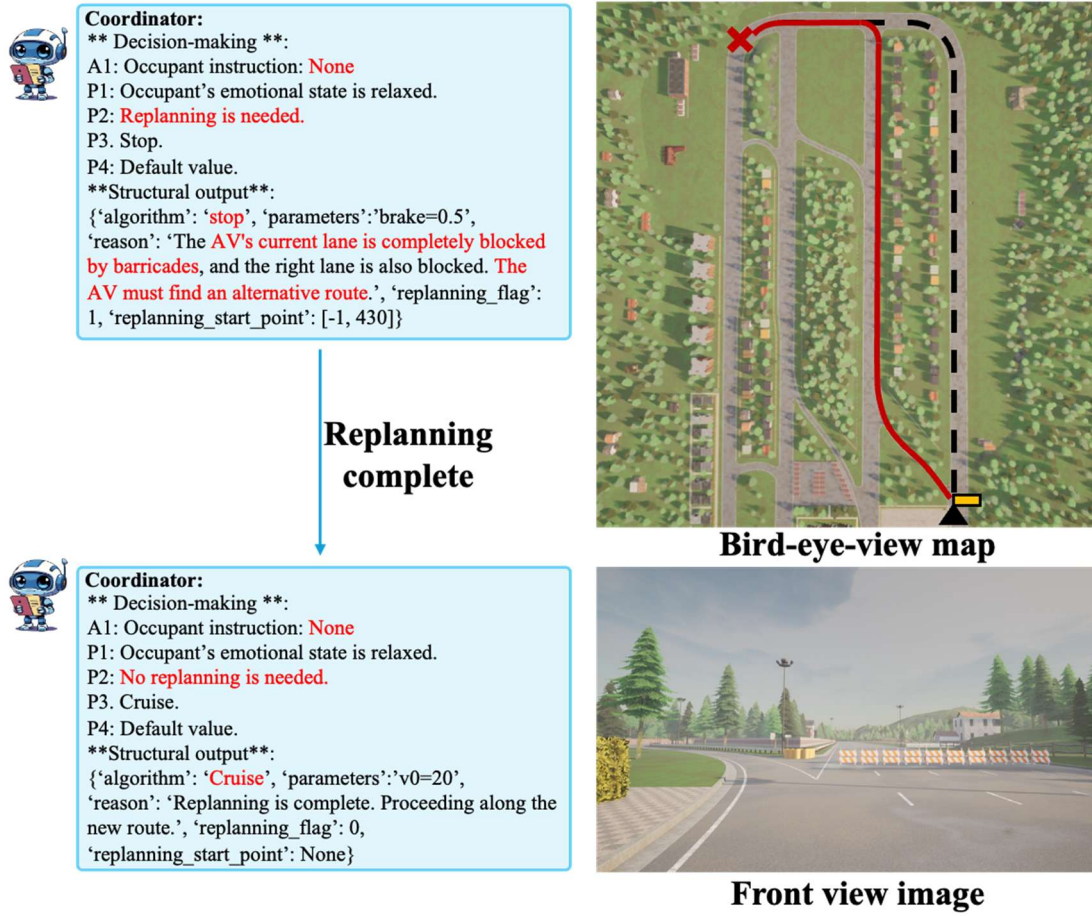 Coordinator:
** Decision-making **:
A1: Occupant instruction: None
P1: Occupant’s emotional state is relaxed.
P2: Replanning is needed.
P3. Stop.
P4: Default value.
**Structural output**:
{‘algorithm’: ‘stop’, ‘parameters’:’brake=0.5’,
‘reason’: ‘The AV's current lane is completely blocked
by barricades, and the right lane is also blocked. The
AV must find an alternative route.’, ‘replanning_flag’:
1, ‘replanning_start_point’: [-1, 430]}
Replanning
complete
Coordinator:
** Decision-making **:
A1: Occupant instruction: None
P1: Occupant’s emotional state is relaxed.
P2: No replanning is needed.
P3. Cruise.
P4: Default value.
**Structural output**:
{‘algorithm’: ‘Cruise’, ‘parameters’:’v0=20’,
‘reason’: ‘Replanning is complete. Proceeding along the
new route.’, ‘replanning_flag’: 0,
‘replanning_start_point’: None}
Bird-eye-view map
Front view image